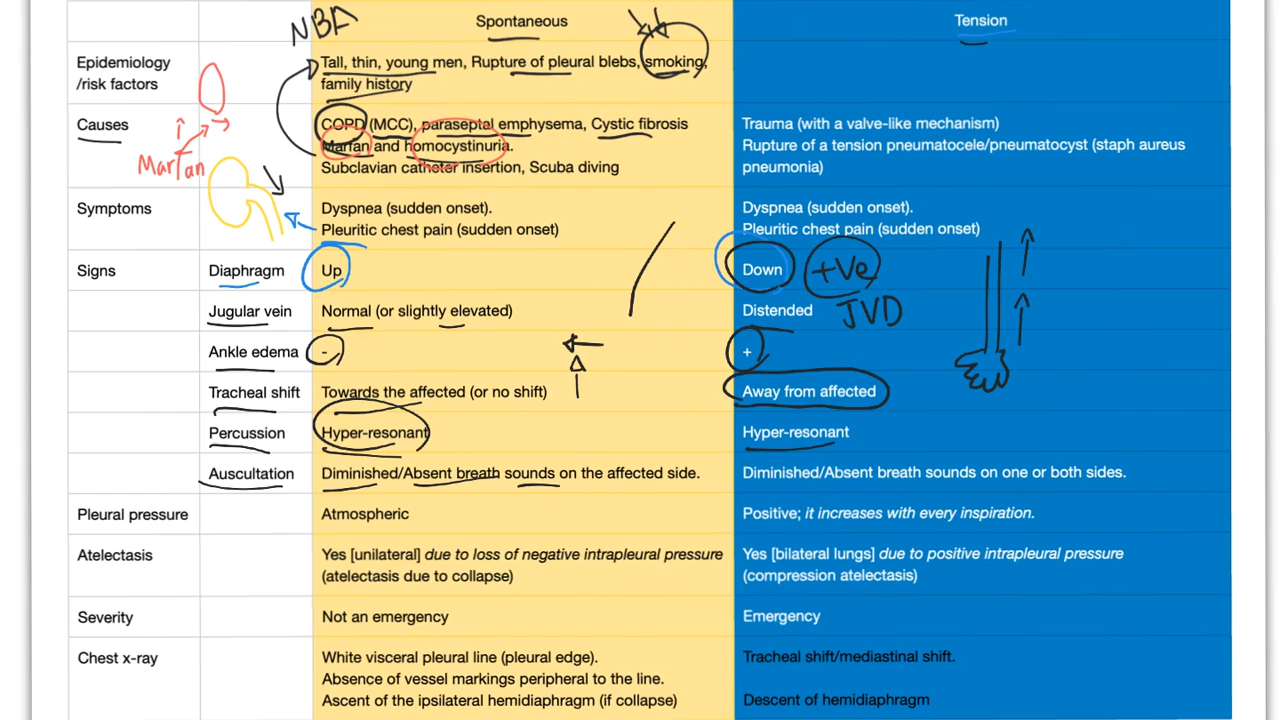 NBA
Spontaneous
Tension
Epidemiology
/risk factors
Tall, thin, young men, Rupture of pleural blebs, smoking,
family history
Causes
COPD (MCC), paraseptal emphysema, Cystic fibrosis
Marfan and homocystinuria.
Subclavian catheter insertion, Scuba diving
Trauma (with a valve-like mechanism)
Rupture of a tension pneumatocele/pneumatocyst (staph aureus
pneumonia)
Marfan
Symptoms
Dyspnea (sudden onset).
Pleuritic chest pain (sudden onset)
Dyspnea (sudden onset).
Pleuritic chest pain (sudden onset)
Signs
Diaphragm
Up
Down
+ve
Jugular vein
Normal (or slightly elevated)
Distended
JVD
Ankle edema
-
+
Tracheal shift
Towards the affected (or no shift)
Away from affected
Percussion
Hyper-resonant
Hyper-resonant
Auscultation
Diminished/Absent breath sounds on the affected side.
Diminished/Absent breath sounds on one or both sides.
Pleural pressure
Atmospheric
Positive; it increases with every inspiration.
Atelectasis
Yes [unilateral] due to loss of negative intrapleural pressure
(atelectasis due to collapse)
Yes [bilateral lungs] due to positive intrapleural pressure
(compression atelectasis)
Severity
Not an emergency
Emergency
Chest x-ray
White visceral pleural line (pleural edge).
Absence of vessel markings peripheral to the line.
Ascent of the ipsilateral hemidiaphragm (if collapse)
Tracheal shift/mediastinal shift.
Descent of hemidiaphragm